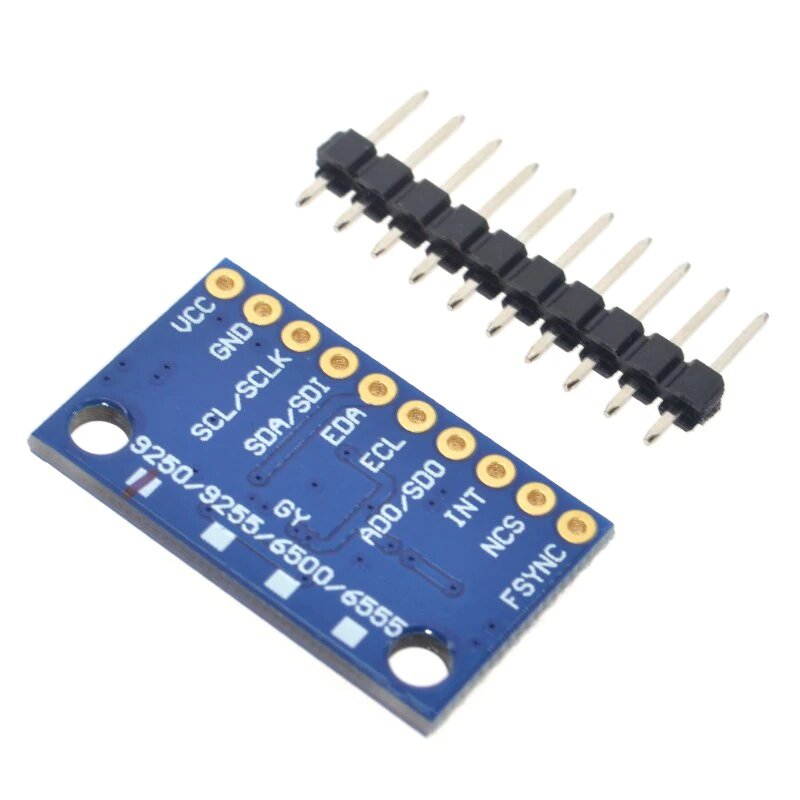 VCC
GND
SCL/SCLK
SDA/SDI
EDA
ECL
ADO/SDO
INT
NCS
FSYNC
GY
9250/9255/6500/6555